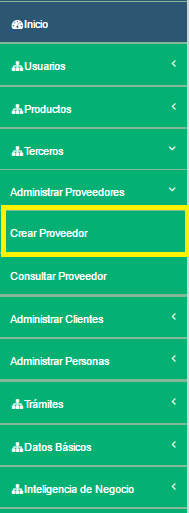 Inicio
Usuarios
Productos
Terceros
Administrar Proveedores
Crear Proveedor
Consultar Proveedor
Administrar Clientes
Administrar Personas
Trámites
Datos Básicos
Inteligencia de Negocio